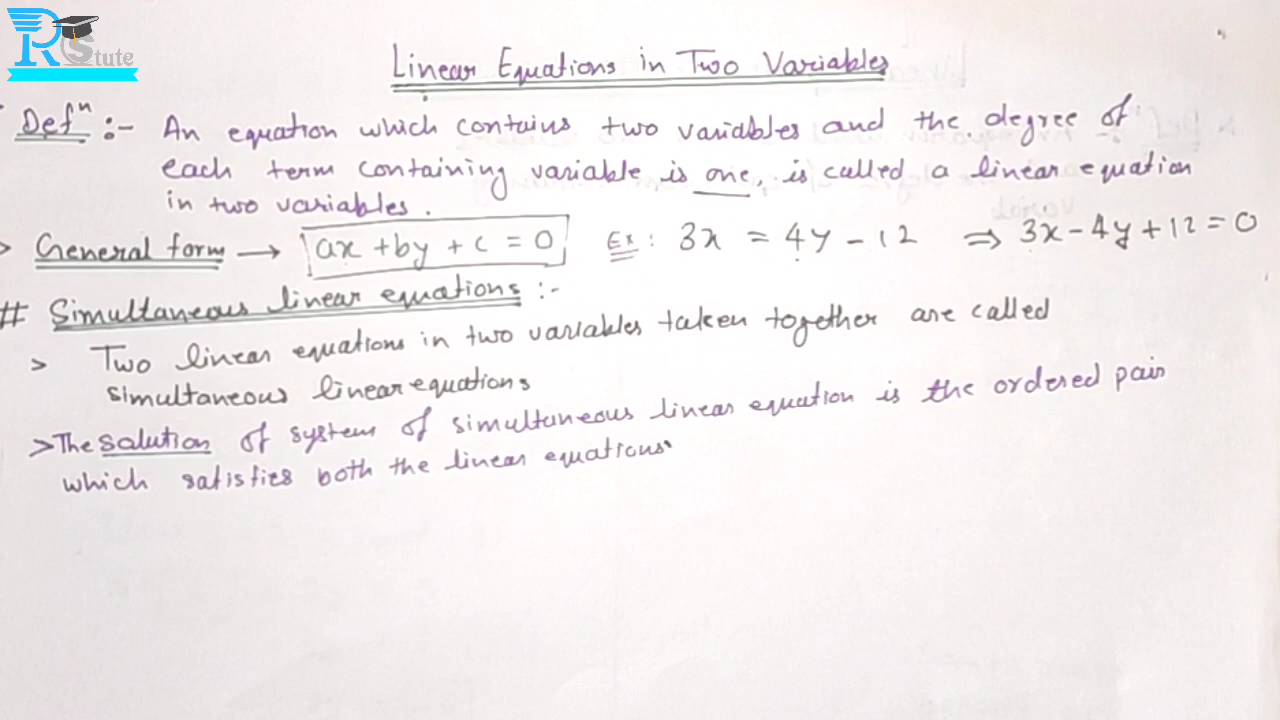 RStute
Linear Equations in Two Variables
Defⁿ :- An equation which contains two variables and the degree of
each term containing variable is one, is called a linear equation
in two variables.
> General form → ax + by + c = 0 Ex: 3x = 4y - 12 ⇒ 3x - 4y + 12 = 0
# Simultaneous linear equations :-
> Two linear equations in two variables taken together are called
simultaneous linear equations
> The solution of system of simultaneous linear equation is the ordered pair
which satisfies both the linear equations